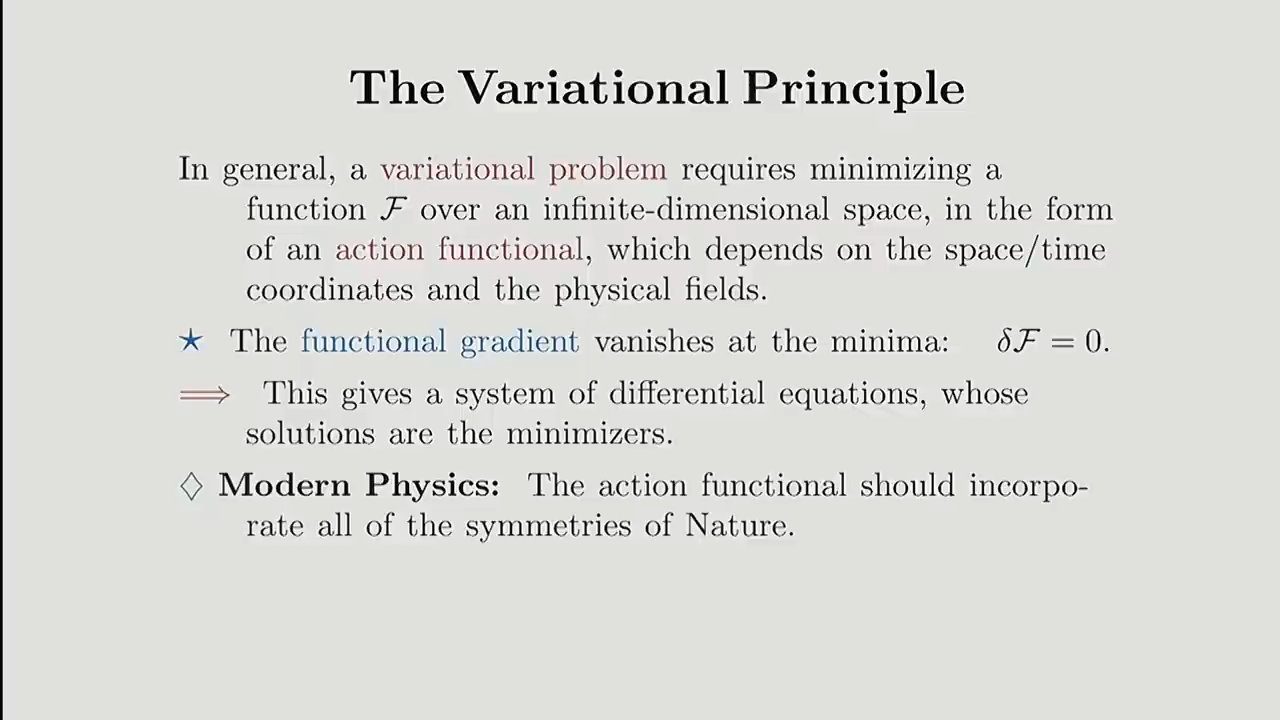 The Variational Principle
In general, a variational problem requires minimizing a
function ℱ over an infinite-dimensional space, in the form
of an action functional, which depends on the space/time
coordinates and the physical fields.
★ The functional gradient vanishes at the minima: δℱ = 0.
⟹ This gives a system of differential equations, whose
solutions are the minimizers.
♢ Modern Physics: The action functional should incorpo-
rate all of the symmetries of Nature.